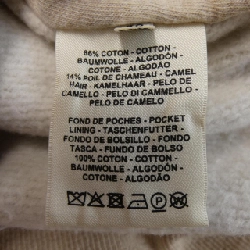 86% COTON - COTTON -
BAUMWOLLE - ALGODÓN -
COTONE - ALGODÃO
14% POIL DE CHAMEAU - CAMEL
HAIR - KAMELHAAR - PELO DE
CAMELLO - PELO DI CAMMELLO -
PELO DE CAMELO
FOND DE POCHES - POCKET
LINING - TASCHENFUTTER -
FONDO DE BOLSILLO - FONDO
TASCA - FUNDO DE BOLSO
100% COTON - COTTON -
BAUMWOLLE - ALGODÓN -
COTONE - ALGODÃO
P